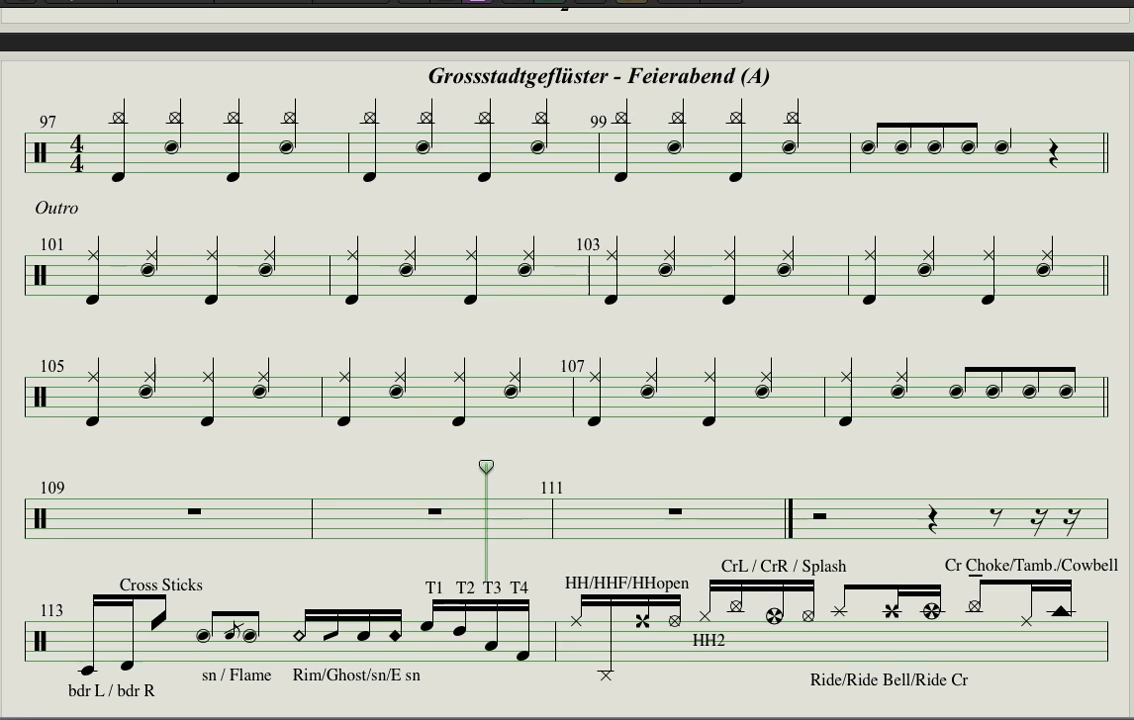 Grossstadtgeflüster - Feierabend (A)
97
99
4
4
Outro
101
103
105
107
109
111
113
Cross Sticks
T1 T2 T3 T4
HH/HHF/HHopen
CrL / CrR / Splash
Cr Choke/Tamb./Cowbell
HH2
bdr L / bdr R
sn / Flame
Rim/Ghost/sn/E sn
Ride/Ride Bell/Ride Cr